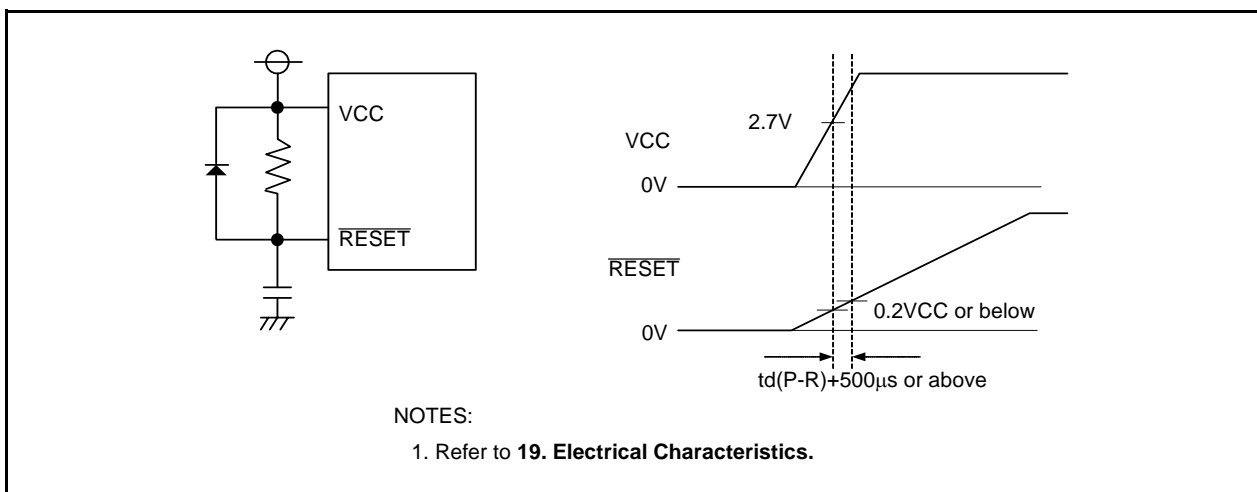 VCC
RESET
2.7V
VCC
0V
RESET
0.2VCC or below
0V
td(P-R)+500μs or above
NOTES:
1. Refer to 19. Electrical Characteristics.